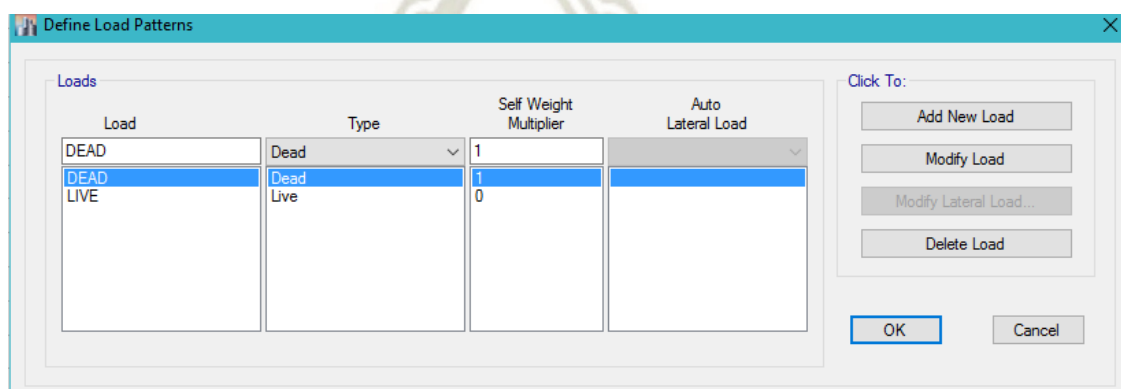 Define Load Patterns
Loads
Click To:
Load Type Self Weight Multiplier Auto Lateral Load
DEAD Dead 1
DEAD Dead 1
LIVE Live 0
Add New Load
Modify Load
Modify Lateral Load...
Delete Load
OK Cancel